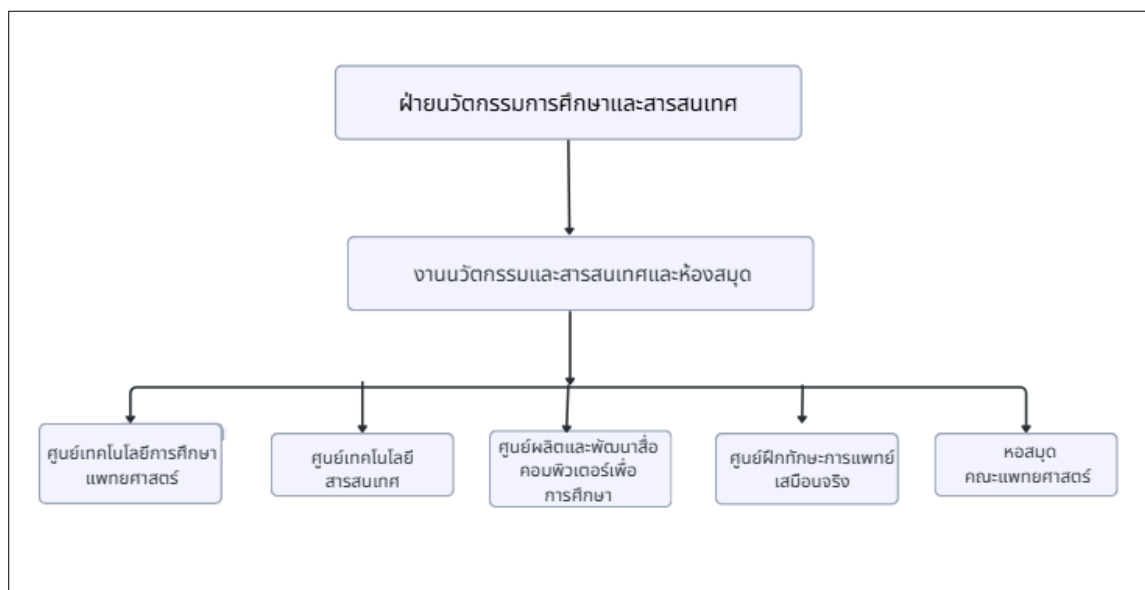 ฝ่ายนวัตกรรมการศึกษาและสารสนเทศ
งานนวัตกรรมและสารสนเทศและห้องสมุด
ศูนย์เทคโนโลยีการศึกษา
แพทยศาสตร์
ศูนย์เทคโนโลยี
สารสนเทศ
ศูนย์ผลิตและพัฒนาสื่อ
คอมพิวเตอร์เพื่อ
การศึกษา
ศูนย์ฝึกทักษะการแพทย์
เสมือนจริง
หอสมุด
คณะแพทยศาสตร์